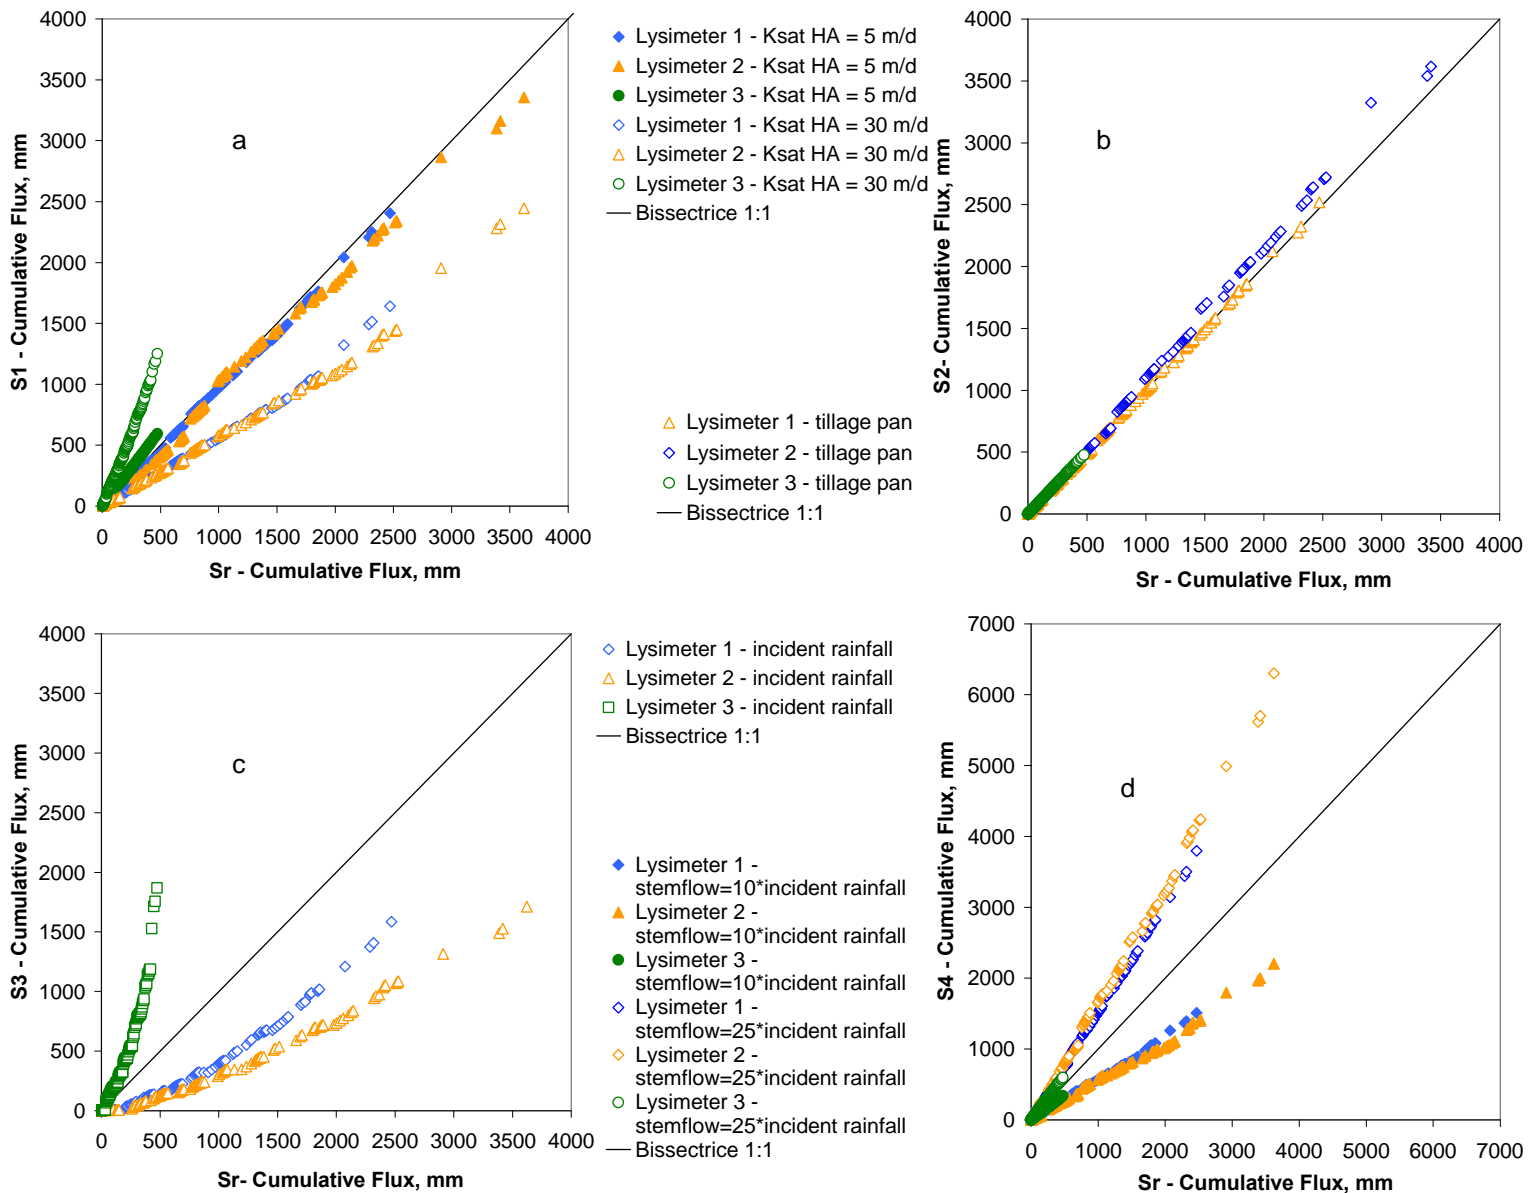 4000
3500
3000
2500
2000
1500
1000
500
0
S1 - Cumulative Flux, mm
a
0 500 1000 1500 2000 2500 3000 3500 4000
Sr - Cumulative Flux, mm
Lysimeter 1 - Ksat HA = 5 m/d
Lysimeter 2 - Ksat HA = 5 m/d
Lysimeter 3 - Ksat HA = 5 m/d
Lysimeter 1 - Ksat HA = 30 m/d
Lysimeter 2 - Ksat HA = 30 m/d
Lysimeter 3 - Ksat HA = 30 m/d
Bissectrice 1:1
Lysimeter 1 - tillage pan
Lysimeter 2 - tillage pan
Lysimeter 3 - tillage pan
Bissectrice 1:1
4000
3500
3000
2500
2000
1500
1000
500
0
S2- Cumulative Flux, mm
b
0 500 1000 1500 2000 2500 3000 3500 4000
Sr - Cumulative Flux, mm
4000
3500
3000
2500
2000
1500
1000
500
0
S3 - Cumulative Flux, mm
c
0 500 1000 1500 2000 2500 3000 3500 4000
Sr- Cumulative Flux, mm
Lysimeter 1 - incident rainfall
Lysimeter 2 - incident rainfall
Lysimeter 3 - incident rainfall
Bissectrice 1:1
Lysimeter 1 -
stemflow=10*incident rainfall
Lysimeter 2 -
stemflow=10*incident rainfall
Lysimeter 3 -
stemflow=10*incident rainfall
Lysimeter 1 -
stemflow=25*incident rainfall
Lysimeter 2 -
stemflow=25*incident rainfall
Lysimeter 3 -
stemflow=25*incident rainfall
Bissectrice 1:1
7000
6000
5000
4000
3000
2000
1000
0
S4 - Cumulative Flux, mm
d
0 1000 2000 3000 4000 5000 6000 7000
Sr - Cumulative Flux, mm